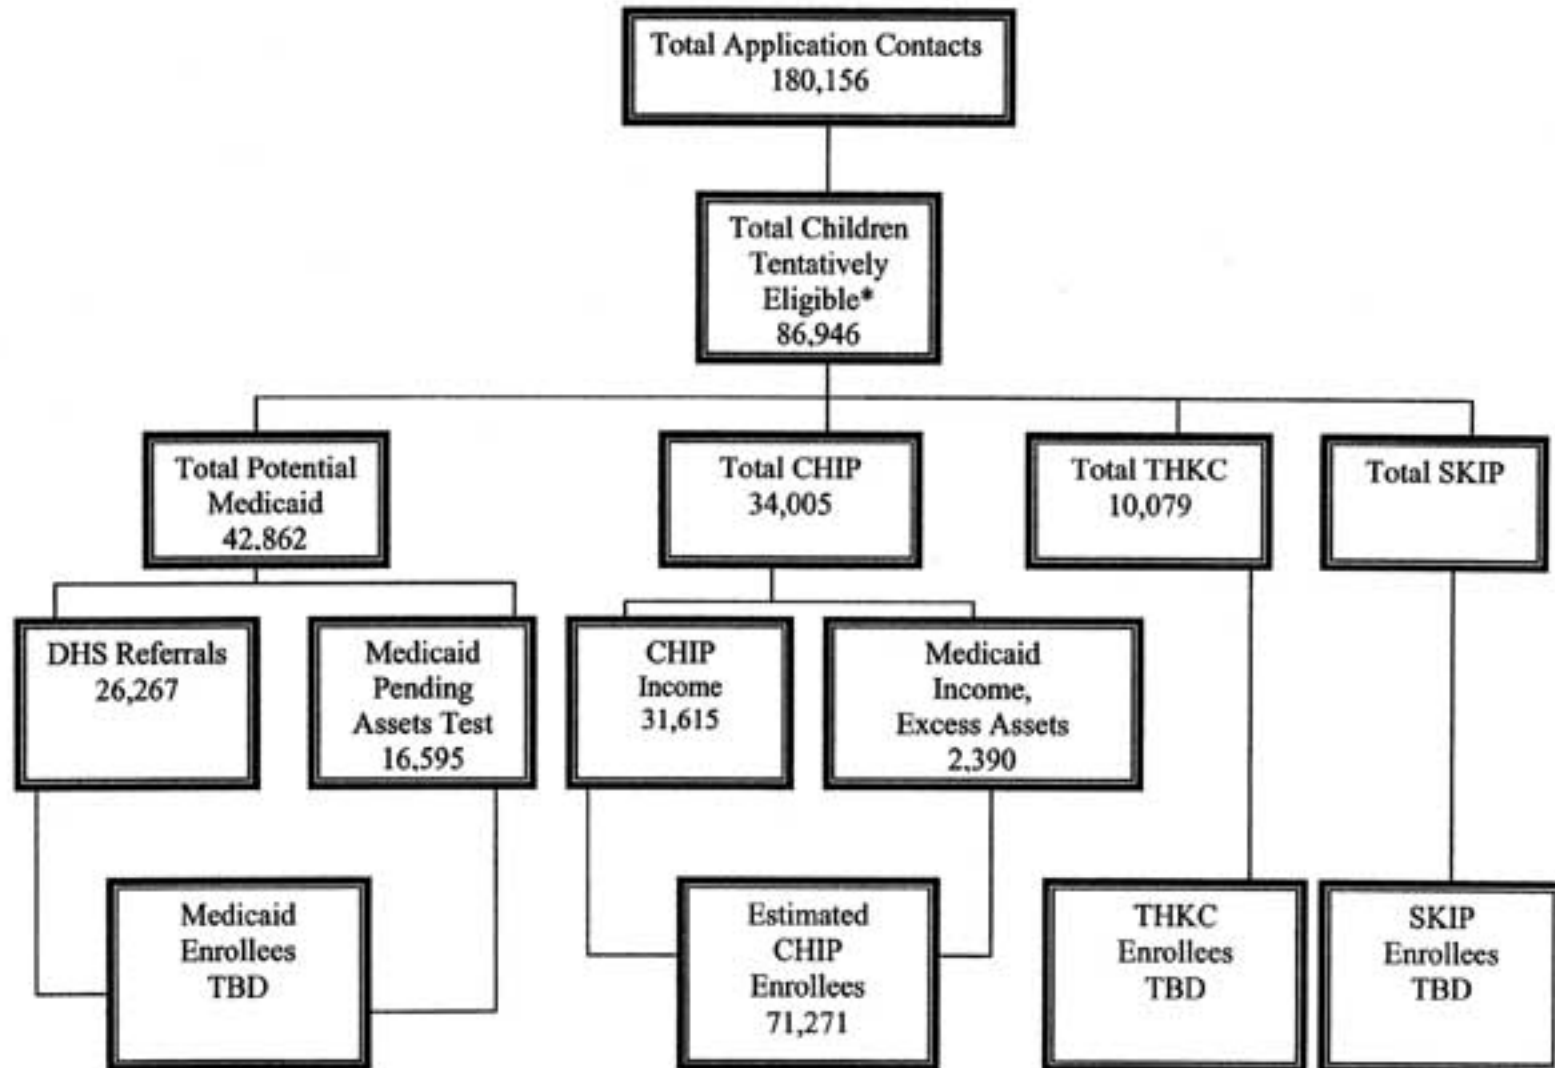 Total Application Contacts
180,156
Total Children
Tentatively
Eligible*
86,946
Total Potential
Medicaid
42,862
Total CHIP
34,005
Total THKC
10,079
Total SKIP
DHS Referrals
26,267
Medicaid
Pending
Assets Test
16,595
CHIP
Income
31,615
Medicaid
Income,
Excess Assets
2,390
Medicaid
Enrollees
TBD
Estimated
CHIP
Enrollees
71,271
THKC
Enrollees
TBD
SKIP
Enrollees
TBD